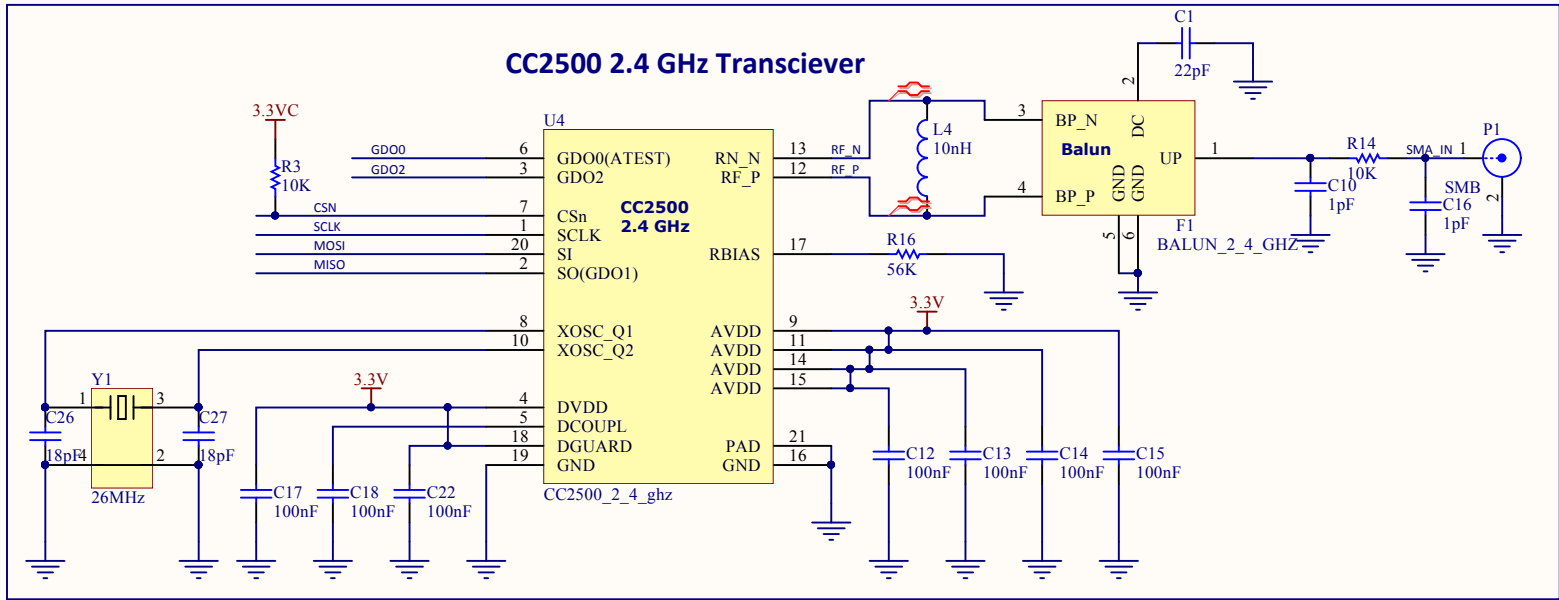 CC2500 2.4 GHz Transciever
C1
22pF
2
3.3VC
R3
10K
U4
GDO0
6
GDO0(ATEST)
GDO2
3
GDO2
CSN
7
CSn
SCLK
1
SCLK
MOSI
20
SI
MISO
2
SO(GDO1)
8
XOSC_Q1
10
XOSC_Q2
4
DVDD
5
DCOUPL
18
DGUARD
19
GND
CC2500
2.4 GHz
RN_N
13
RF_N
RF_P
12
RF_P
RBIAS
17
R16
56K
AVDD
9
AVDD
11
AVDD
14
AVDD
15
PAD
21
GND
16
CC2500_2_4_ghz
L4
10nH
3
BP_N
DC
Balun
UP
1
4
BP_P
GND
GND
5
6
F1
BALUN_2_4_GHZ
R14
10K
C10
1pF
SMA_IN
1
P1
SMB
2
C16
1pF
3.3V
C12
100nF
C13
100nF
C14
100nF
C15
100nF
3.3V
C17
100nF
C18
100nF
C22
100nF
Y1
1
3
4
2
26MHz
C26
18pF
C27
18pF